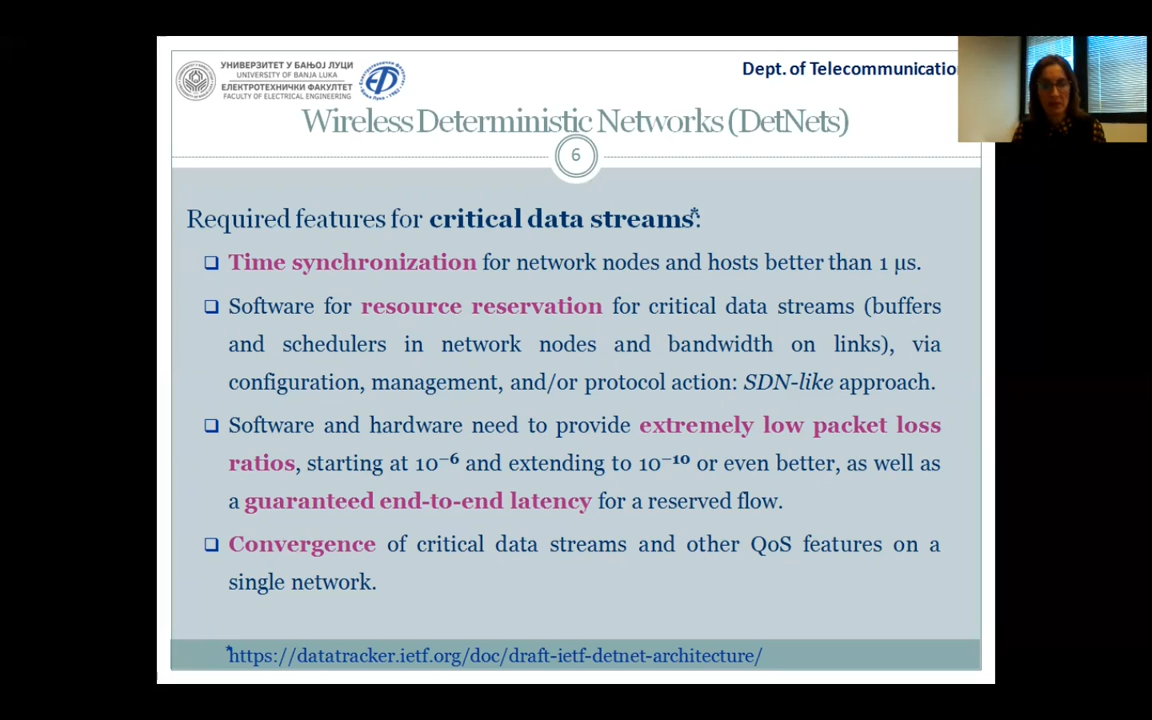 УНИВЕРЗИТЕТ У БАЊОЈ ЛУЦИ
UNIVERSITY OF BANJA LUKA
ЕЛЕКТРОТЕХНИЧКИ ФАКУЛТЕТ
FACULTY OF ELECTRICAL ENGINEERING
Dept. of Telecommunicatio
Wireless Deterministic Networks (DetNets)
6
Required features for critical data streams*:
❑ Time synchronization for network nodes and hosts better than 1 μs.
❑ Software for resource reservation for critical data streams (buffers
and schedulers in network nodes and bandwidth on links), via
configuration, management, and/or protocol action: SDN-like approach.
❑ Software and hardware need to provide extremely low packet loss
ratios, starting at 10⁻⁶ and extending to 10⁻¹⁰ or even better, as well as
a guaranteed end-to-end latency for a reserved flow.
❑ Convergence of critical data streams and other QoS features on a
single network.
*https://datatracker.ietf.org/doc/draft-ietf-detnet-architecture/